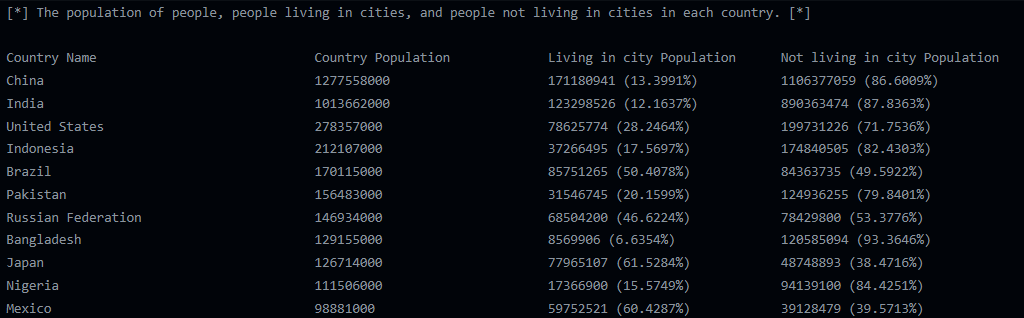 [*] The population of people, people living in cities, and people not living in cities in each country. [*]
Country Name Country Population Living in city Population Not living in city Population
China 1277558000 171180941 (13.3991%) 1106377059 (86.6009%)
India 1013662000 123298526 (12.1637%) 890363474 (87.8363%)
United States 278357000 78625774 (28.2464%) 199731226 (71.7536%)
Indonesia 212107000 37266495 (17.5697%) 174840505 (82.4303%)
Brazil 170115000 85751265 (50.4078%) 84363735 (49.5922%)
Pakistan 156483000 31546745 (20.1599%) 124936255 (79.8401%)
Russian Federation 146934000 68504200 (46.6224%) 78429800 (53.3776%)
Bangladesh 129155000 8569906 (6.6354%) 120585094 (93.3646%)
Japan 126714000 77965107 (61.5284%) 48748893 (38.4716%)
Nigeria 111506000 17366900 (15.5749%) 94139100 (84.4251%)
Mexico 98881000 59752521 (60.4287%) 39128479 (39.5713%)